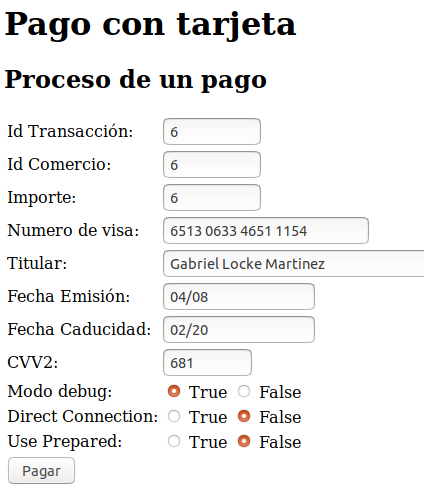 Pago con tarjeta
Proceso de un pago
Id Transacción: 6
Id Comercio: 6
Importe: 6
Numero de visa: 6513 0633 4651 1154
Titular: Gabriel Locke Martinez
Fecha Emisión: 04/08
Fecha Caducidad: 02/20
CVV2: 681
Modo debug: True False
Direct Connection: True False
Use Prepared: True False
Pagar